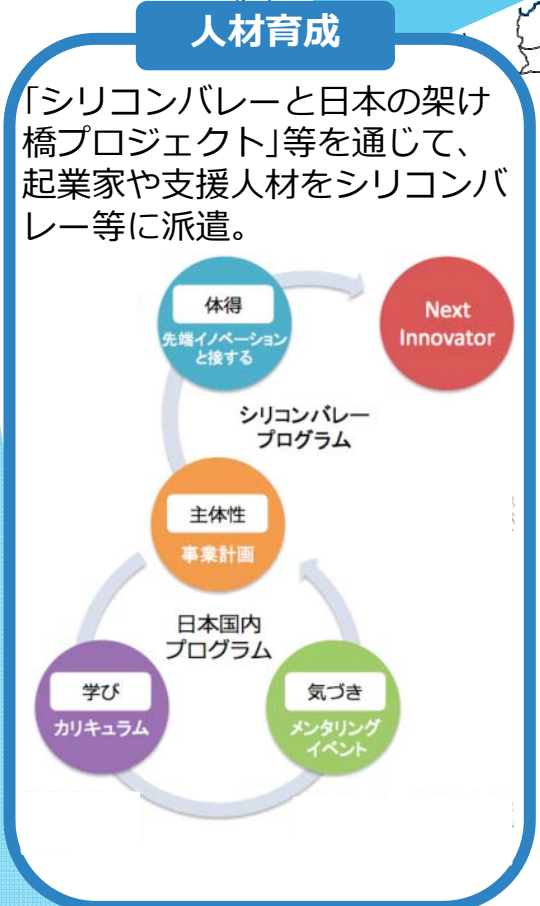 人材育成
「シリコンバレーと日本の架け
橋プロジェクト」等を通じて、
起業家や支援人材をシリコンバ
レー等に派遣。
体得
先端イノベーション
と接する
Next
Innovator
シリコンバレー
プログラム
主体性
事業計画
日本国内
プログラム
学び
カリキュラム
気づき
メンタリング
イベント